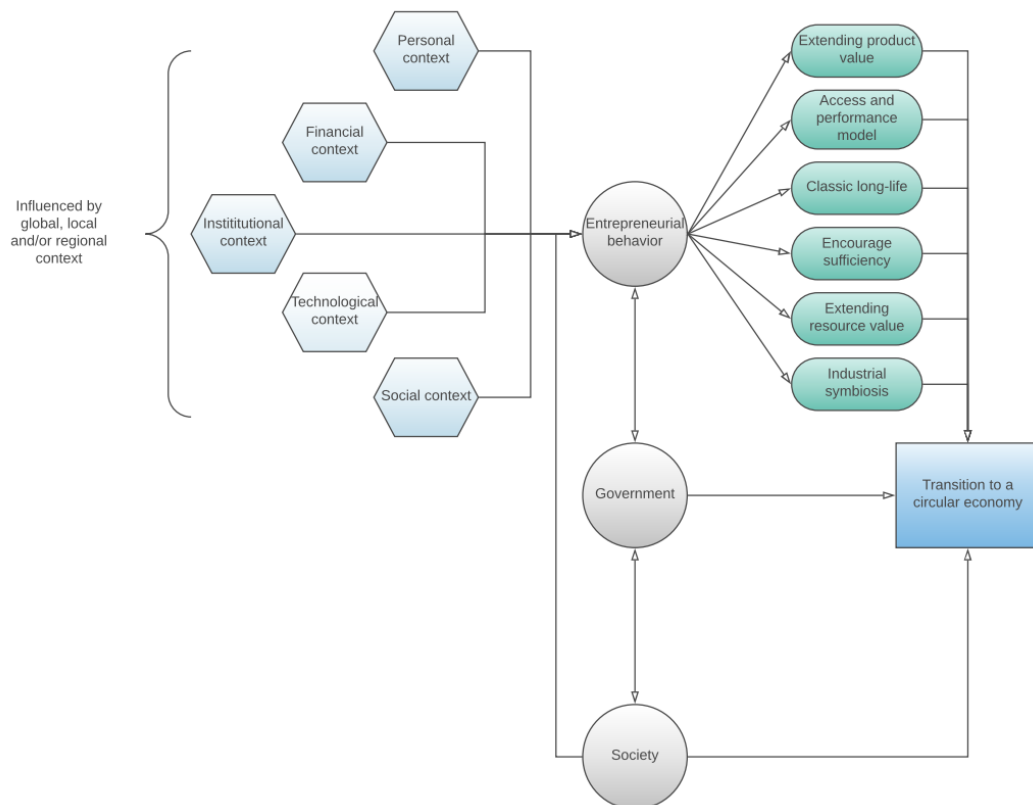 Personal
context
Financial
context
Instititutional
context
Technological
context
Social context
Influenced by
global, local
and/or regional
context
Entrepreneurial
behavior
Government
Society
Extending product
value
Access and
performance
model
Classic long-life
Encourage
sufficiency
Extending
resource value
Industrial
symbiosis
Transition to a
circular economy